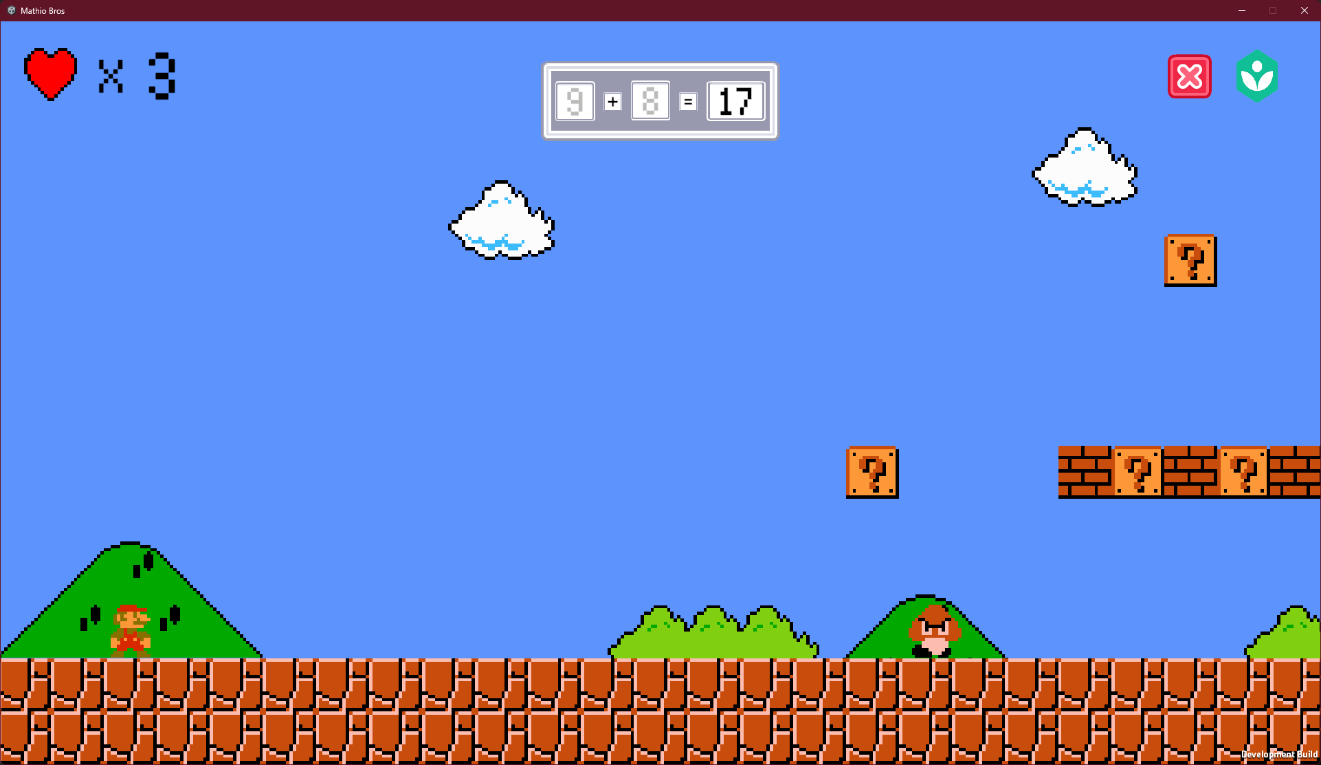 Mathio Bros
x 3
9 + 8 = 17
?
? ? ?
Development Build